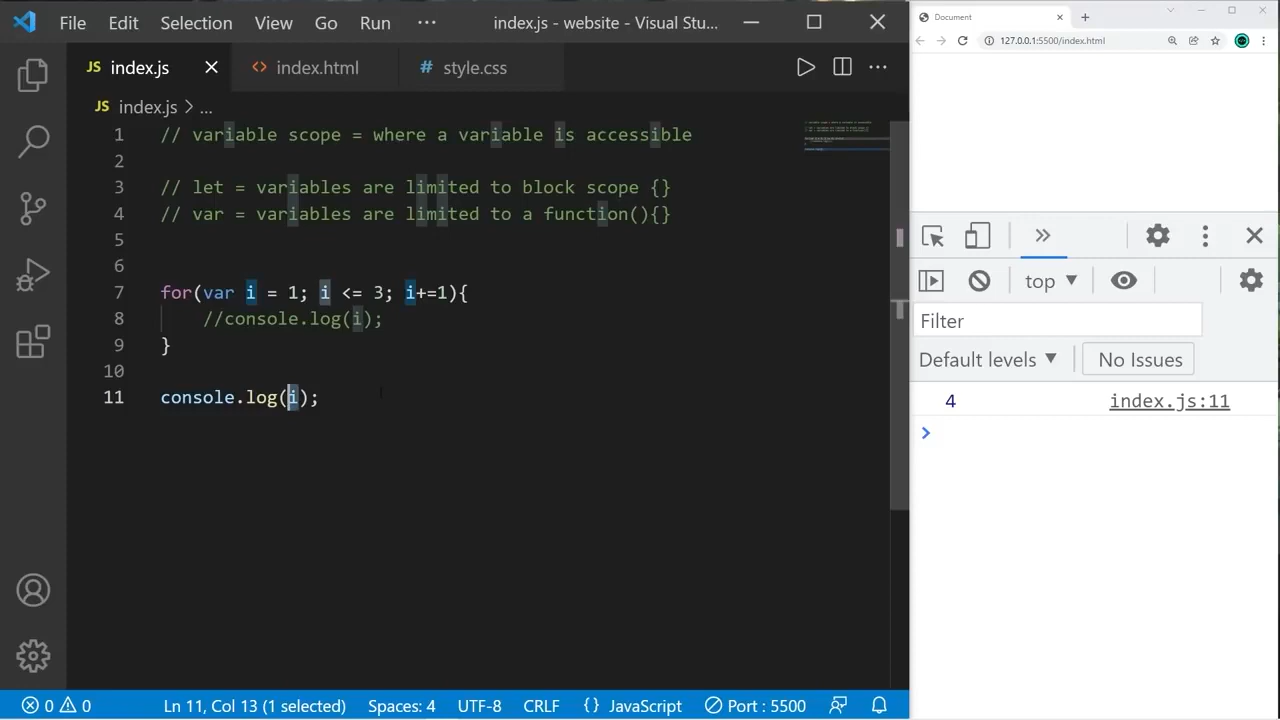 File Edit Selection View Go Run ··· index.js - website - Visual Stu...
JS index.js <> index.html # style.css
JS index.js > ...
1 // variable scope = where a variable is accessible
2
3 // let = variables are limited to block scope {}
4 // var = variables are limited to a function(){}
5
6
7 for(var i = 1; i <= 3; i+=1){
8 //console.log(i);
9 }
10
11 console.log(i);
0 0 Ln 11, Col 13 (1 selected) Spaces: 4 UTF-8 CRLF {} JavaScript Port : 5500
Document
127.0.0.1:5500/index.html
top
Filter
Default levels No Issues
4 index.js:11